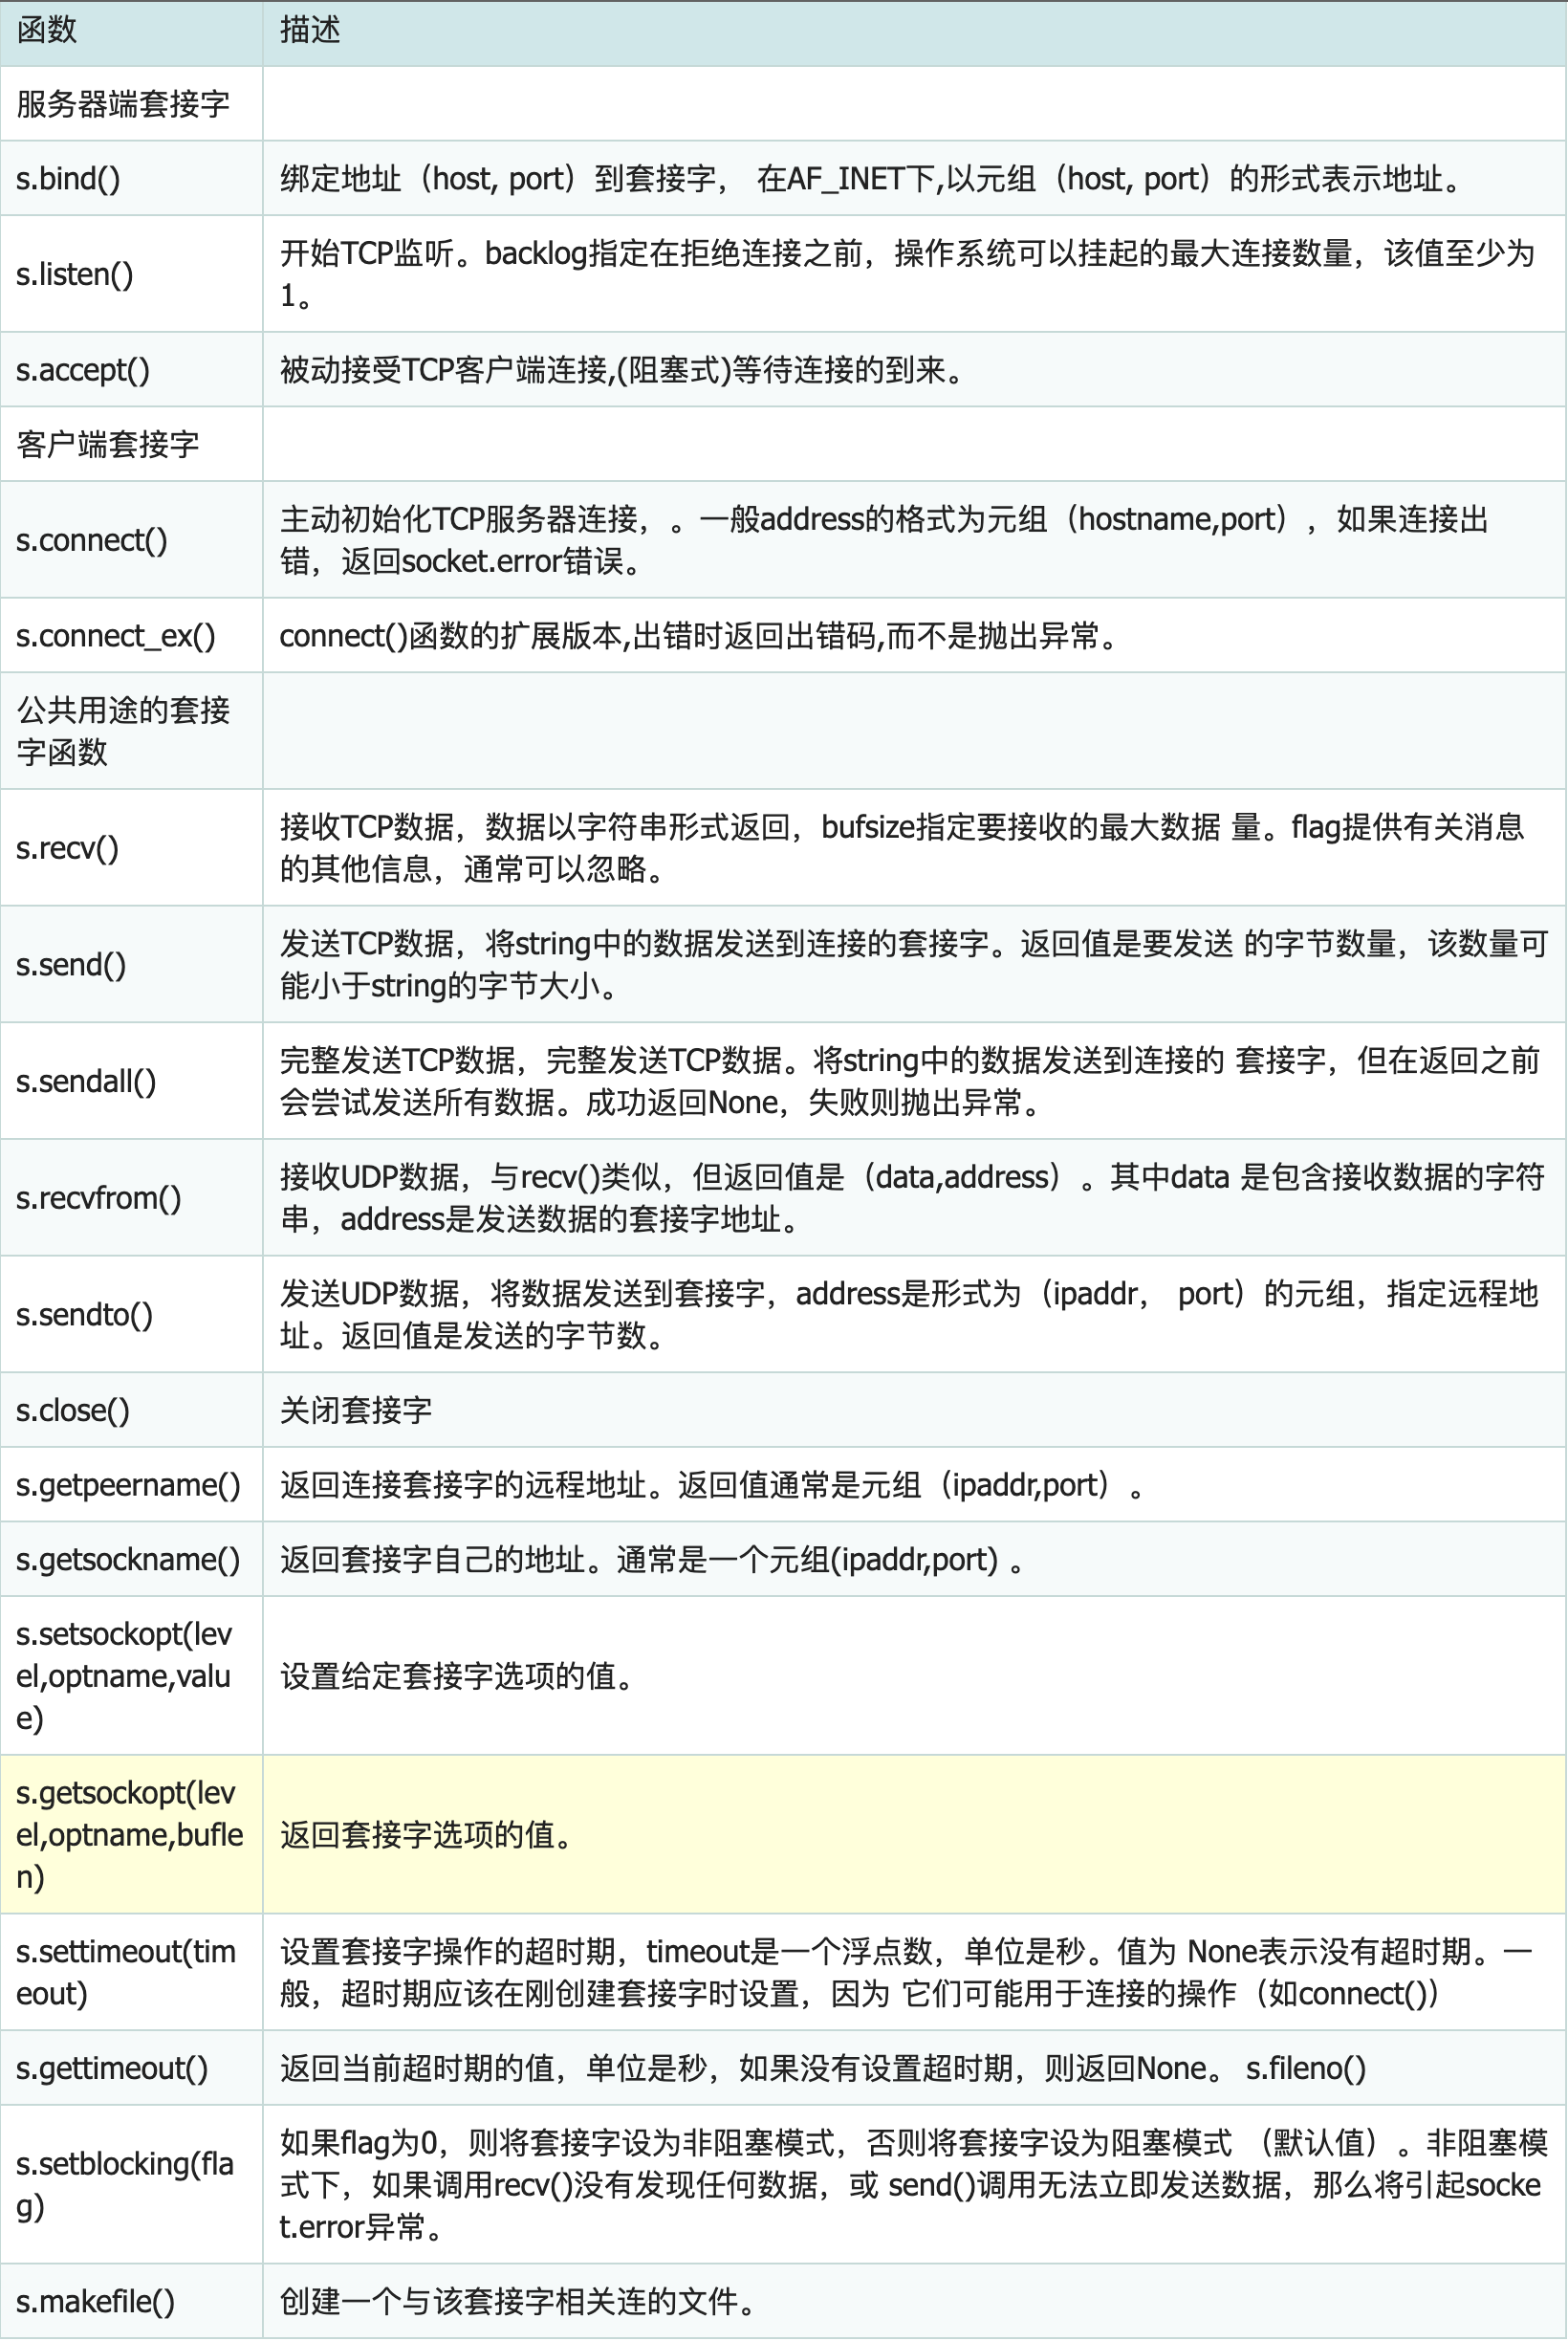 函数
描述
服务器端套接字
s.bind()
绑定地址（host, port）到套接字， 在AF_INET下,以元组（host, port）的形式表示地址。
s.listen()
开始TCP监听。backlog指定在拒绝连接之前，操作系统可以挂起的最大连接数量，该值至少为
1。
s.accept()
被动接受TCP客户端连接,(阻塞式)等待连接的到来。
客户端套接字
s.connect()
主动初始化TCP服务器连接，。一般address的格式为元组（hostname,port），如果连接出
错，返回socket.error错误。
s.connect_ex()
connect()函数的扩展版本,出错时返回出错码,而不是抛出异常。
公共用途的套接
字函数
s.recv()
接收TCP数据，数据以字符串形式返回，bufsize指定要接收的最大数据 量。flag提供有关消息
的其他信息，通常可以忽略。
s.send()
发送TCP数据，将string中的数据发送到连接的套接字。返回值是要发送 的字节数量，该数量可
能小于string的字节大小。
s.sendall()
完整发送TCP数据，完整发送TCP数据。将string中的数据发送到连接的 套接字，但在返回之前
会尝试发送所有数据。成功返回None，失败则抛出异常。
s.recvfrom()
接收UDP数据，与recv()类似，但返回值是（data,address）。其中data 是包含接收数据的字符
串，address是发送数据的套接字地址。
s.sendto()
发送UDP数据，将数据发送到套接字，address是形式为（ipaddr， port）的元组，指定远程地
址。返回值是发送的字节数。
s.close()
关闭套接字
s.getpeername()
返回连接套接字的远程地址。返回值通常是元组（ipaddr,port）。
s.getsockname()
返回套接字自己的地址。通常是一个元组(ipaddr,port) 。
s.setsockopt(lev
el,optname,valu
e)
设置给定套接字选项的值。
s.getsockopt(lev
el,optname,bufle
n)
返回套接字选项的值。
s.settimeout(tim
eout)
设置套接字操作的超时期，timeout是一个浮点数，单位是秒。值为 None表示没有超时期。一
般，超时期应该在刚创建套接字时设置，因为 它们可能用于连接的操作（如connect()）
s.gettimeout()
返回当前超时期的值，单位是秒，如果没有设置超时期，则返回None。 s.fileno()
s.setblocking(fla
g)
如果flag为0，则将套接字设为非阻塞模式，否则将套接字设为阻塞模式 （默认值）。非阻塞模
式下，如果调用recv()没有发现任何数据，或 send()调用无法立即发送数据，那么将引起socke
t.error异常。
s.makefile()
创建一个与该套接字相关连的文件。